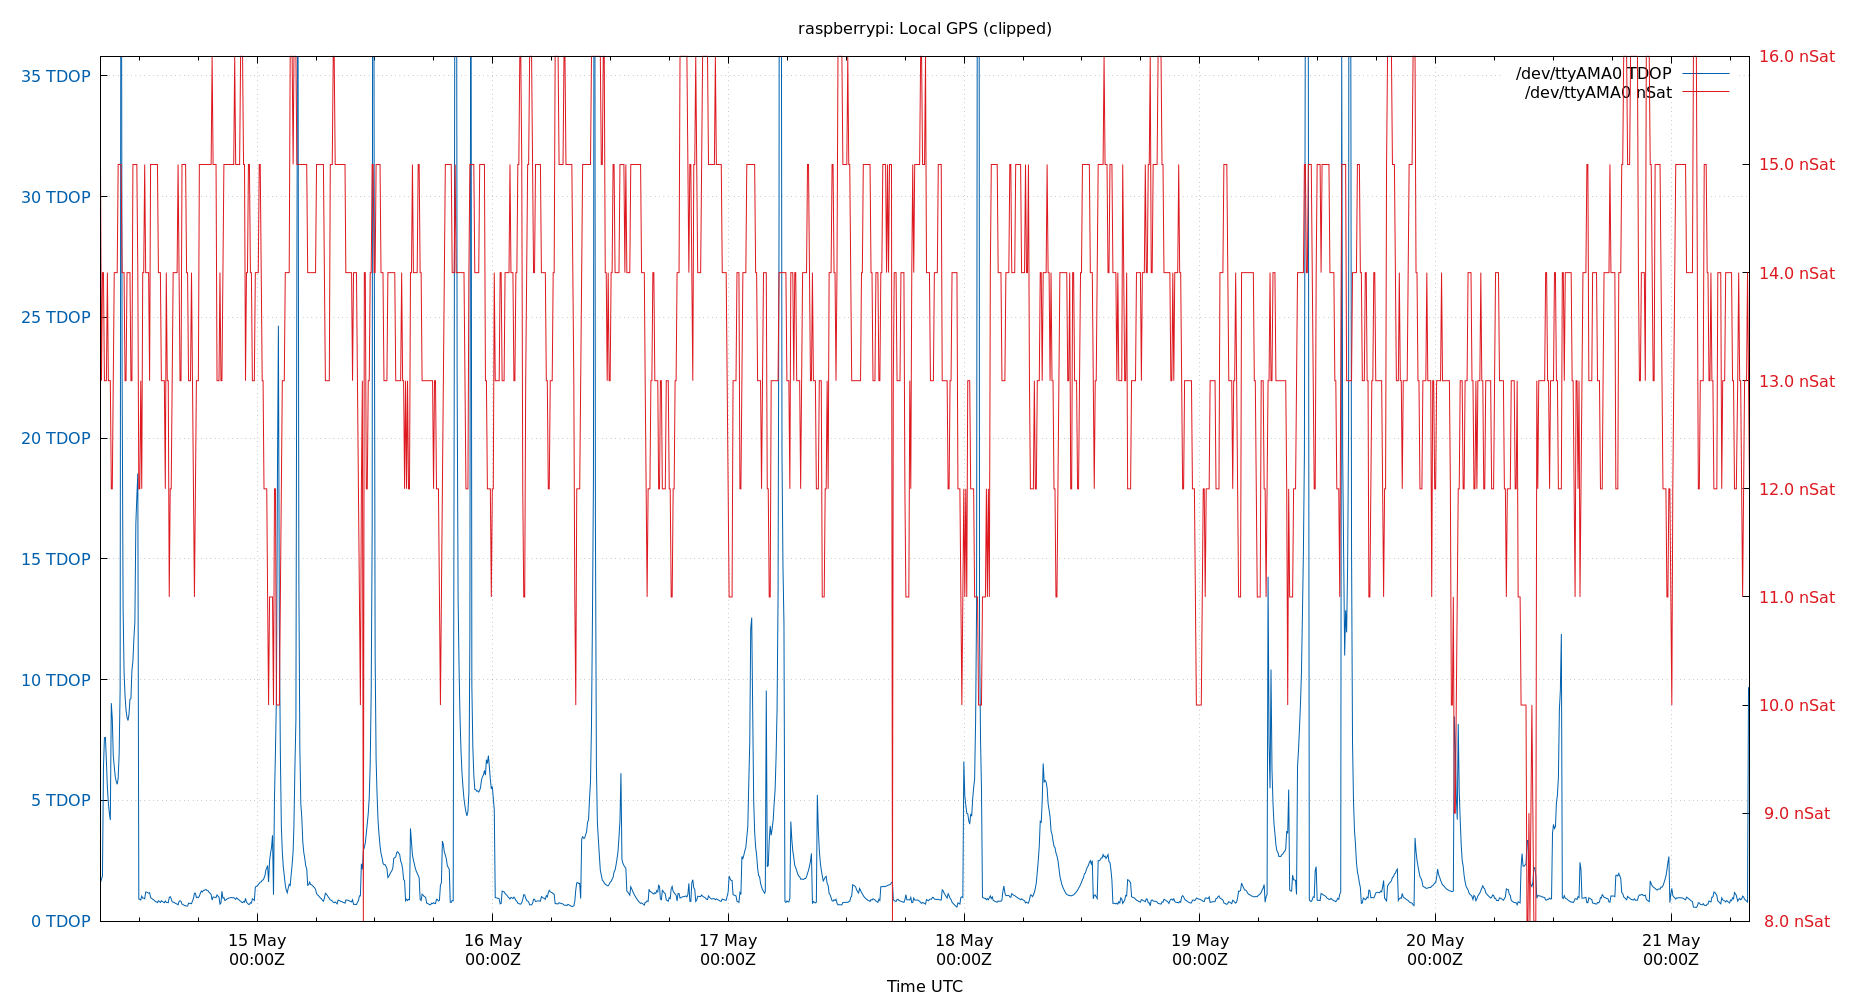 raspberrypi: Local GPS (clipped)
/dev/ttyAMA0 TDOP
/dev/ttyAMA0 nSat
35 TDOP
30 TDOP
25 TDOP
20 TDOP
15 TDOP
10 TDOP
5 TDOP
0 TDOP
16.0 nSat
15.0 nSat
14.0 nSat
13.0 nSat
12.0 nSat
11.0 nSat
10.0 nSat
9.0 nSat
8.0 nSat
15 May 16 May 17 May 18 May 19 May 20 May 21 May
00:00Z 00:00Z 00:00Z 00:00Z 00:00Z 00:00Z 00:00Z
Time UTC